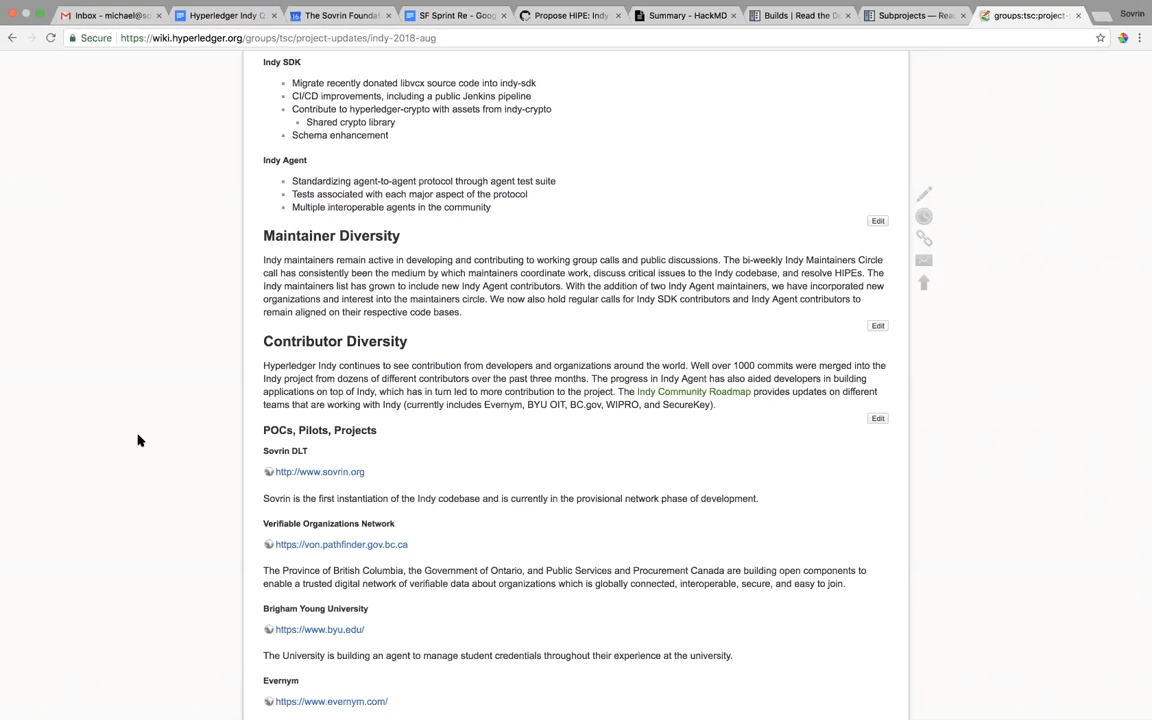 Inbox - michael@so
Hyperledger Indy Q
The Sovrin Founda
SF Sprint Re - Goog
Propose HIPE: Indy
Summary - HackMD
Builds | Read the D
Subprojects — Rea
groups:tsc:project-
Sovrin
Secure
https://wiki.hyperledger.org/groups/tsc/project-updates/indy-2018-aug
Indy SDK
Migrate recently donated libvcx source code into indy-sdk
CI/CD improvements, including a public Jenkins pipeline
Contribute to hyperledger-crypto with assets from indy-crypto
Shared crypto library
Schema enhancement
Indy Agent
Standardizing agent-to-agent protocol through agent test suite
Tests associated with each major aspect of the protocol
Multiple interoperable agents in the community
Edit
Maintainer Diversity
Indy maintainers remain active in developing and contributing to working group calls and public discussions. The bi-weekly Indy Maintainers Circle
call has consistently been the medium by which maintainers coordinate work, discuss critical issues to the Indy codebase, and resolve HIPEs. The
Indy maintainers list has grown to include new Indy Agent contributors. With the addition of two Indy Agent maintainers, we have incorporated new
organizations and interest into the maintainers circle. We now also hold regular calls for Indy SDK contributors and Indy Agent contributors to
remain aligned on their respective code bases.
Edit
Contributor Diversity
Hyperledger Indy continues to see contribution from developers and organizations around the world. Well over 1000 commits were merged into the
Indy project from dozens of different contributors over the past three months. The progress in Indy Agent has also aided developers in building
applications on top of Indy, which has in turn led to more contribution to the project. The Indy Community Roadmap provides updates on different
teams that are working with Indy (currently includes Evernym, BYU OIT, BC.gov, WIPRO, and SecureKey).
Edit
POCs, Pilots, Projects
Sovrin DLT
http://www.sovrin.org
Sovrin is the first instantiation of the Indy codebase and is currently in the provisional network phase of development.
Verifiable Organizations Network
https://von.pathfinder.gov.bc.ca
The Province of British Columbia, the Government of Ontario, and Public Services and Procurement Canada are building open components to
enable a trusted digital network of verifiable data about organizations which is globally connected, interoperable, secure, and easy to join.
Brigham Young University
https://www.byu.edu/
The University is building an agent to manage student credentials throughout their experience at the university.
Evernym
https://www.evernym.com/